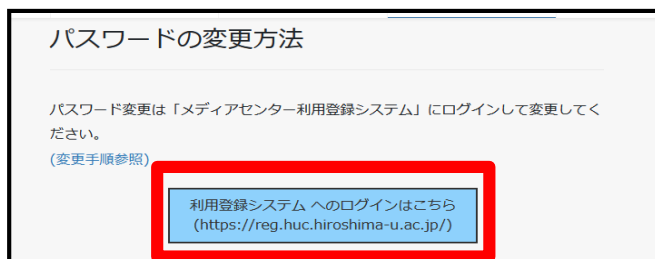 パスワードの変更方法
パスワード変更は「メディアセンター利用登録システム」にログインして変更してく
ださい。
(変更手順参照)
利用登録システム へのログインはこちら
(https://reg.huc.hiroshima-u.ac.jp/)